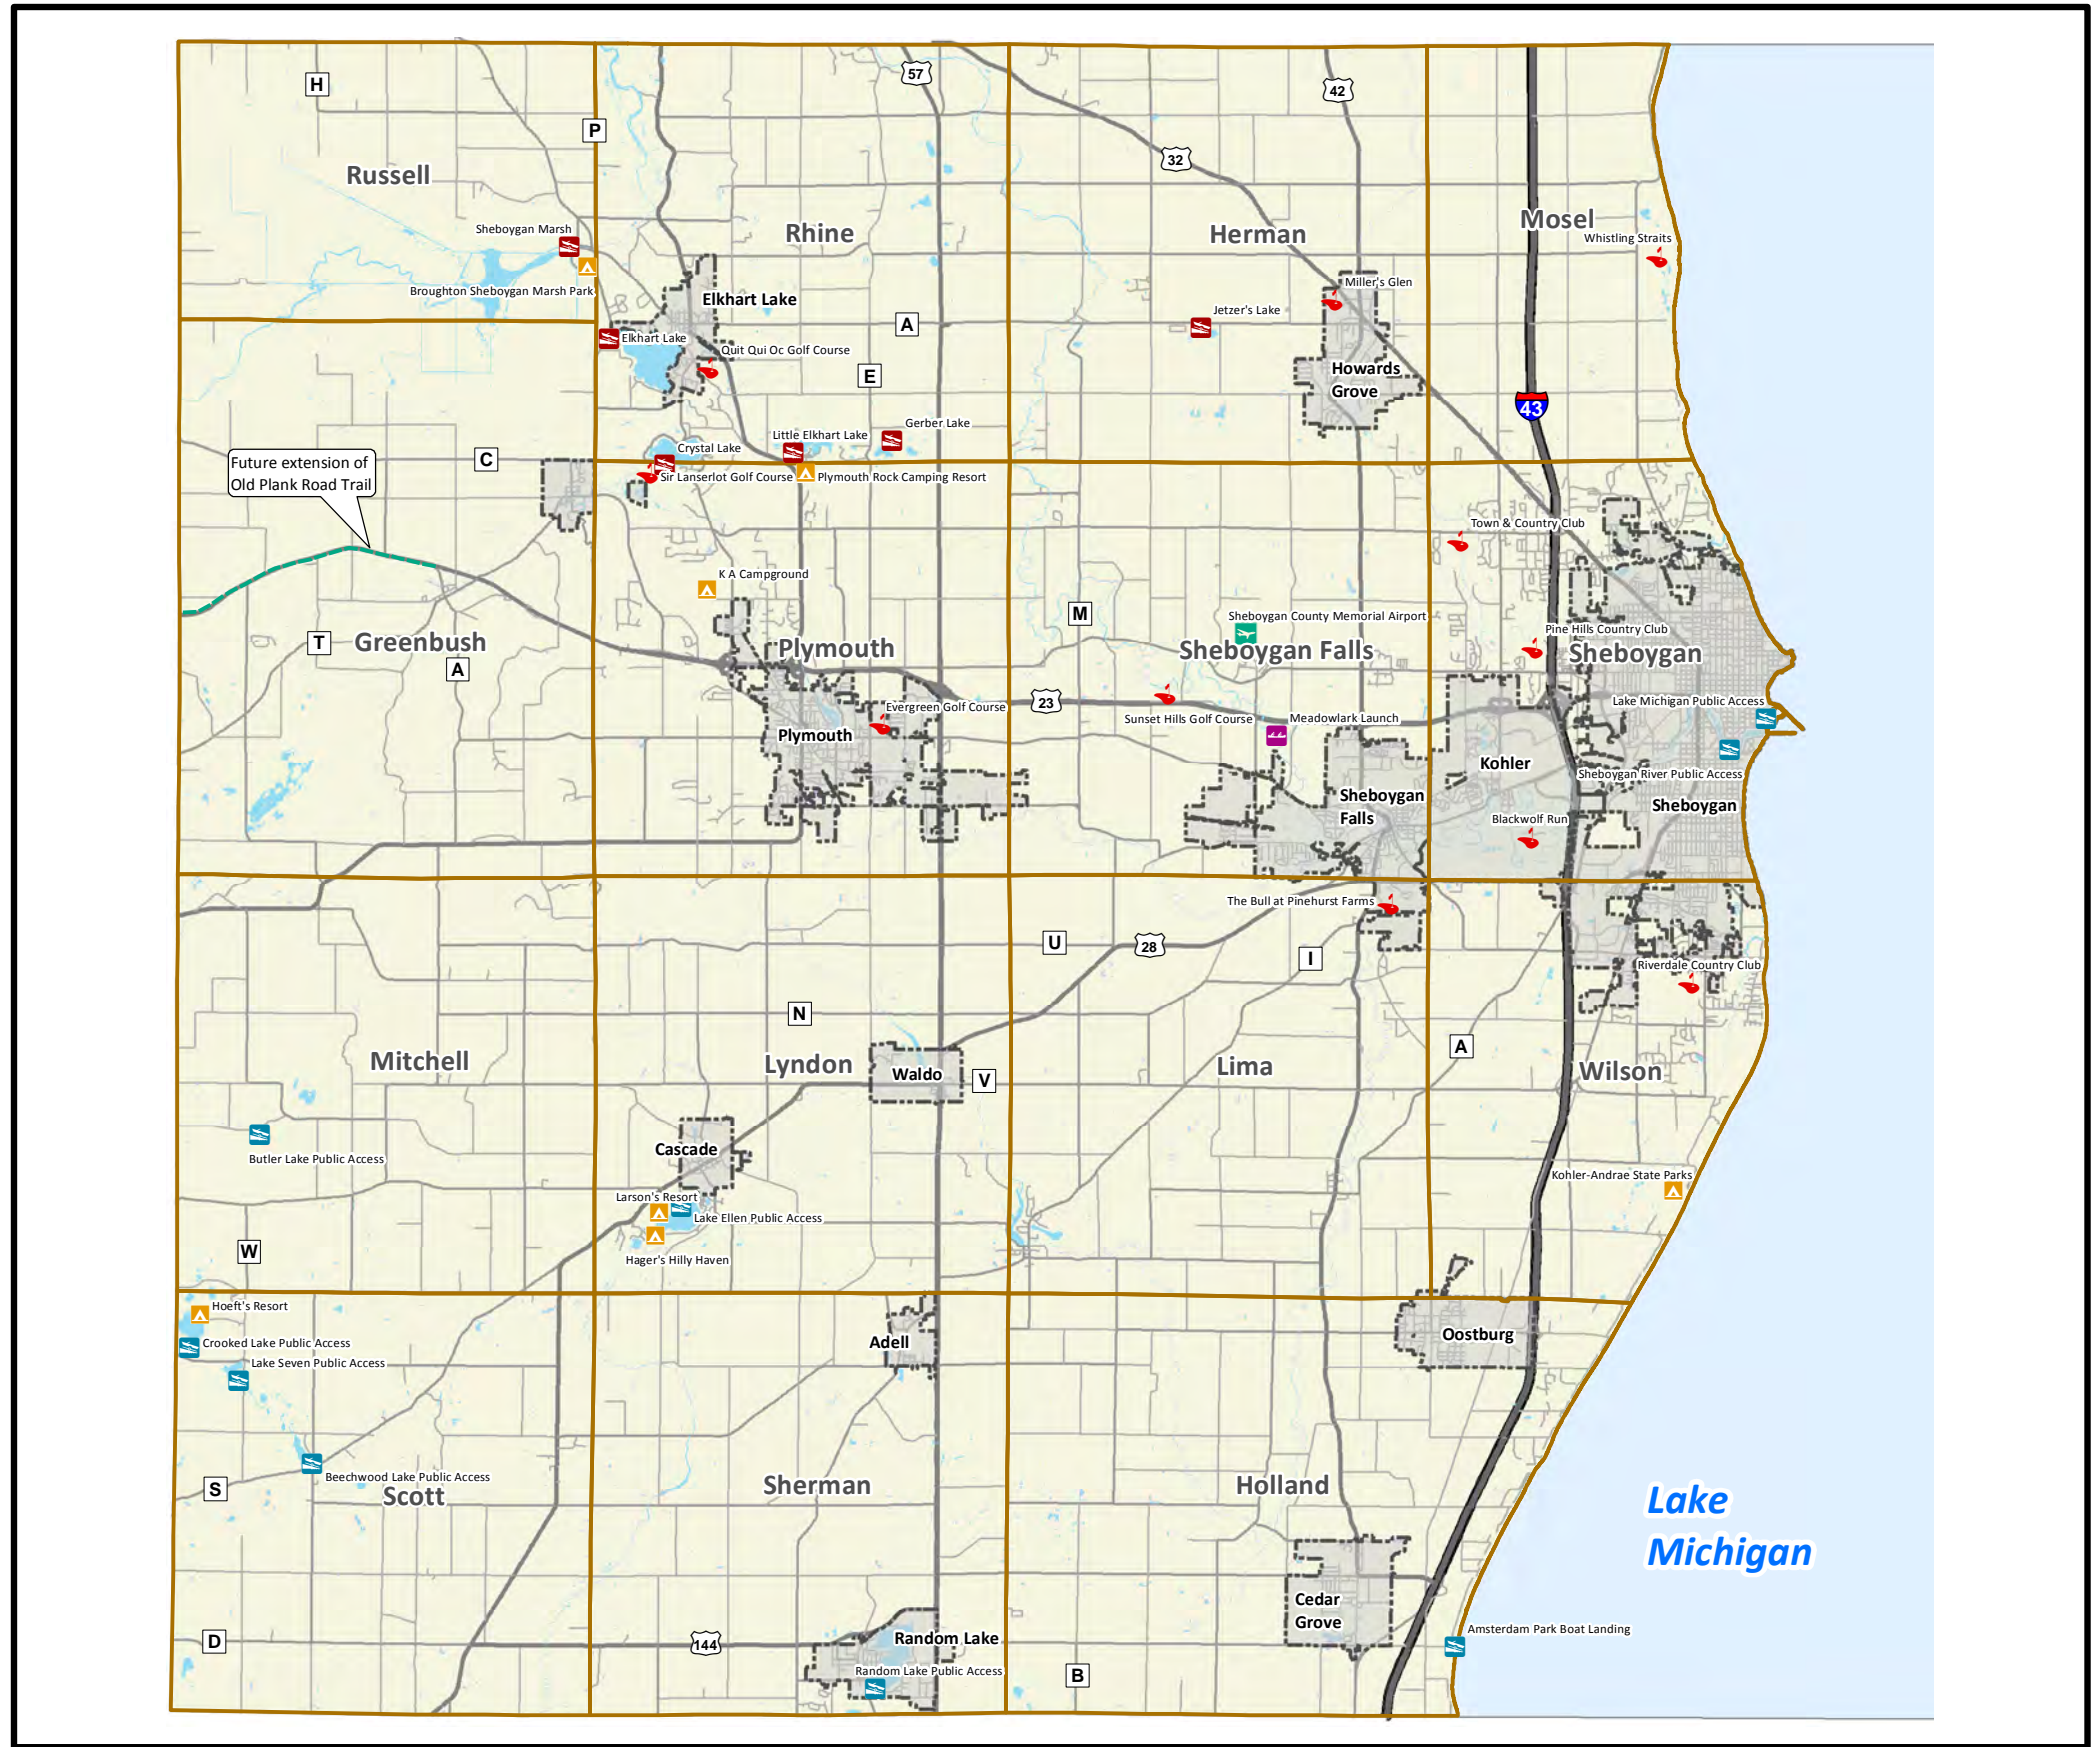 57
H
42
P
32
Russell
Mosel
Sheboygan Marsh
Rhine
Herman
Whistling Straits
Broughton Sheboygan Marsh Park
Elkhart Lake
Miller's Glen
Jetzer's Lake
A
Elkhart Lake
Quit Qui Oc Golf Course
E
Howards
Grove
43
Gerber Lake
Little Elkhart Lake
Crystal Lake
C
Future extension of
Old Plank Road Trail
Sir Lanserlot Golf Course
Plymouth Rock Camping Resort
Town & Country Club
K A Campground
M
Sheboygan County Memorial Airport
Pine Hills Country Club
T
Greenbush
A
Plymouth
Sheboygan Falls
Sheboygan
23
Lake Michigan Public Access
Evergreen Golf Course
Sunset Hills Golf Course
Meadowlark Launch
Plymouth
Kohler
Sheboygan River Public Access
Sheboygan
Falls
Sheboygan
Blackwolf Run
The Bull at Pinehurst Farms
U
28
I
Riverdale Country Club
N
A
Mitchell
Lyndon
Waldo
V
Lima
Wilson
Cascade
Butler Lake Public Access
Kohler-Andrae State Parks
Larson's Resort
Lake Ellen Public Access
W
Hager's Hilly Haven
Hoeft's Resort
Crooked Lake Public Access
Lake Seven Public Access
Adell
Oostburg
Beechwood Lake Public Access
S
Scott
Sherman
Holland
Lake
Michigan
Cedar
Grove
D
144
Random Lake
Amsterdam Park Boat Landing
Random Lake Public Access
B